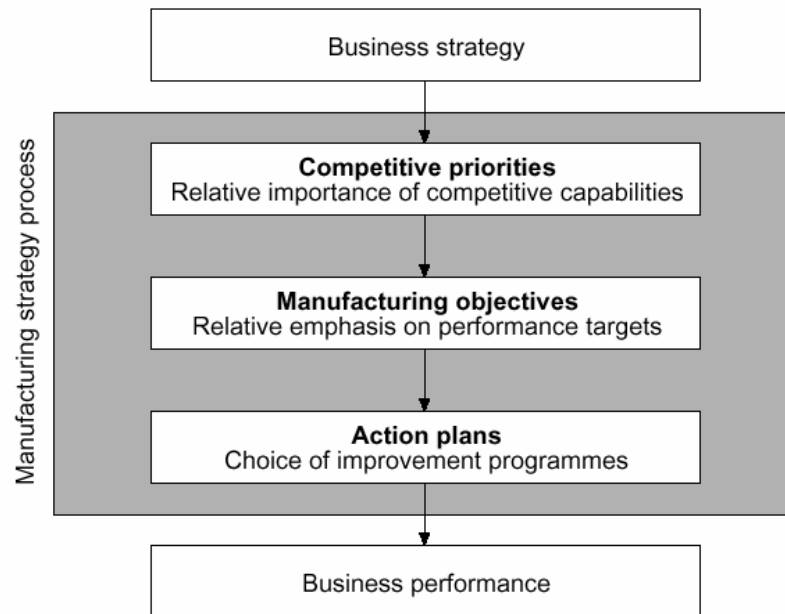 Business strategy
Manufacturing strategy process
Competitive priorities
Relative importance of competitive capabilities
Manufacturing objectives
Relative emphasis on performance targets
Action plans
Choice of improvement programmes
Business performance